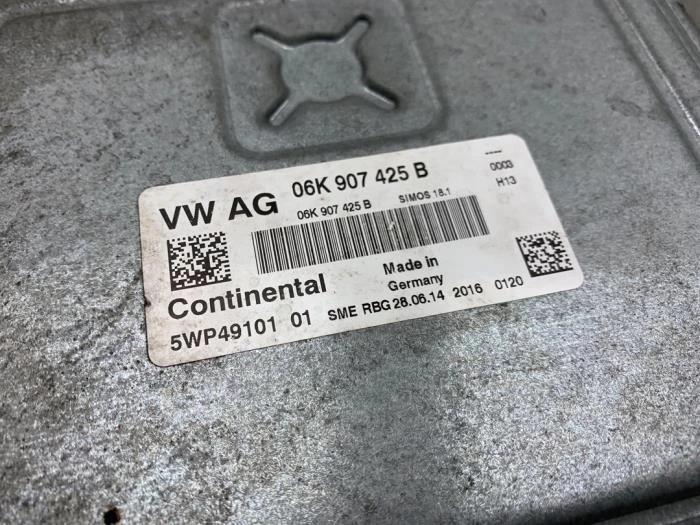 VW AG 06K 907 425 B
----
0003
06K 907 425 B SIMOS 18.1
H13
Continental
Made in
Germany
5WP49101 01 SME RBG 28.06.14 2016 0120